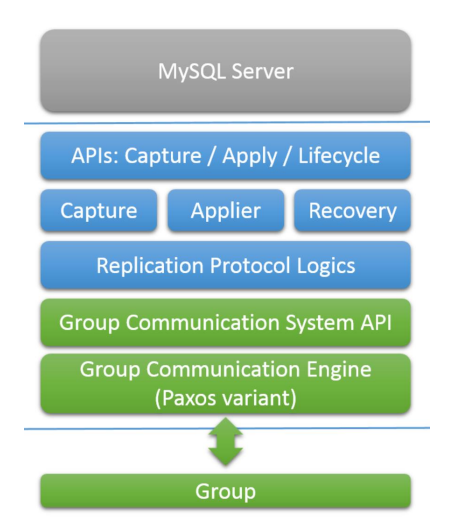 MySQL Server
APIs: Capture / Apply / Lifecycle
Capture
Applier
Recovery
Replication Protocol Logics
Group Communication System API
Group Communication Engine
(Paxos variant)
Group